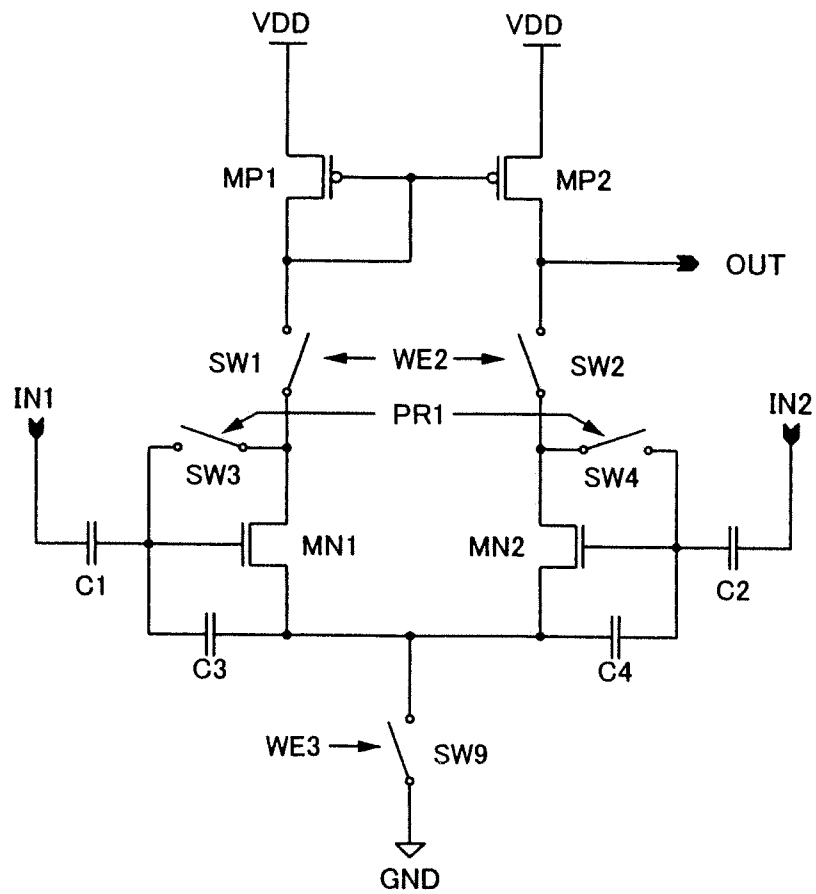 VDD VDD
MP1 MP2
OUT
SW1 WE2 SW2
IN1 PR1 IN2
SW3 SW4
MN1 MN2
C1 C2
C3 C4
WE3 SW9
GND